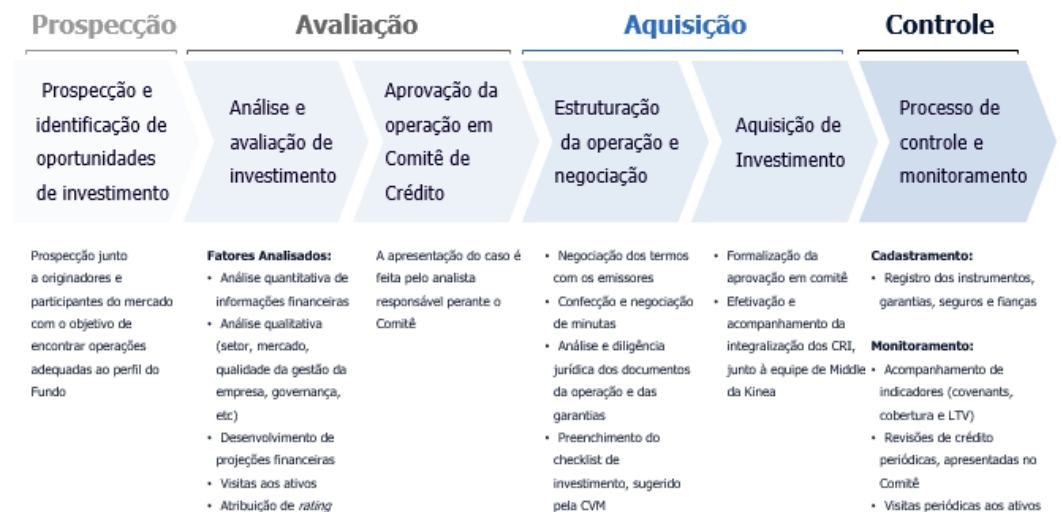 Prospecção
Avaliação
Aquisição
Controle
Prospecção e
identificação de
oportunidades
de investimento
Análise e
avaliação de
investimento
Aprovação da
operação em
Comitê de
Crédito
Estruturação
da operação e
negociação
Aquisição de
Investimento
Processo de
controle e
monitoramento
Prospecção junto
a originadores e
participantes do mercado
com o objetivo de
encontrar operações
adequadas ao perfil do
Fundo
Fatores Analisados:
• Análise quantitativa de
informações financeiras
• Análise qualitativa
(setor, mercado,
qualidade da gestão da
empresa, governança,
etc)
• Desenvolvimento de
projeções financeiras
• Visitas aos ativos
• Atribuição de rating
A apresentação do caso é
feita pelo analista
responsável perante o
Comitê
• Negociação dos termos
com os emissores
• Confecção e negociação
de minutas
• Análise e diligência
jurídica dos documentos
da operação e das
garantias
• Preenchimento do
checklist de
investimento, sugerido
pela CVM
• Formalização da
aprovação em comitê
• Efetivação e
acompanhamento da
integralização dos CRI,
junto à equipe de Middle
da Kinea
Cadastramento:
• Registro dos instrumentos,
garantias, seguros e fianças
Monitoramento:
• Acompanhamento de
indicadores (covenants,
cobertura e LTV)
• Revisões de crédito
periódicas, apresentadas no
Comitê
• Visitas periódicas aos ativos